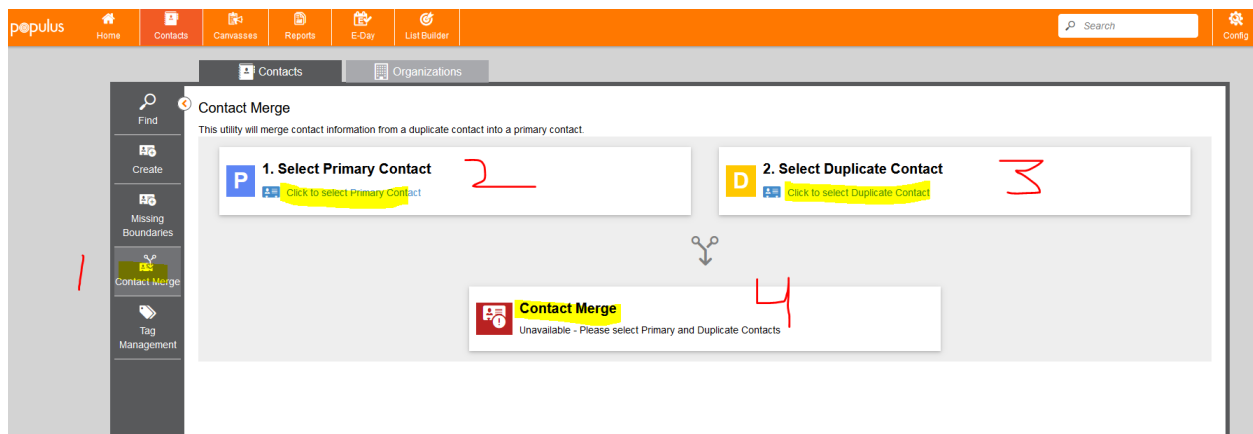 populus
Home
Contacts
Canvasses
Reports
E-Day
List Builder
Search
Config
Contacts
Organizations
Find
Create
Missing
Boundaries
Contact Merge
Tag
Management
Contact Merge
This utility will merge contact information from a duplicate contact into a primary contact.
P
1. Select Primary Contact
Click to select Primary Contact
2
D
2. Select Duplicate Contact
Click to select Duplicate Contact
3
1
Contact Merge
Unavailable - Please select Primary and Duplicate Contacts
4